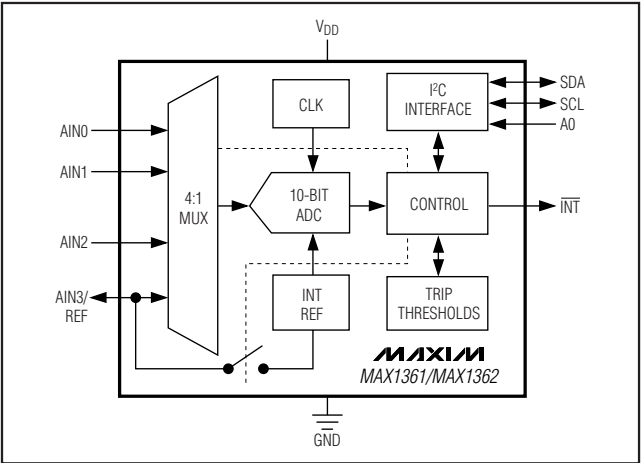 VDD
AIN0
AIN1
AIN2
AIN3/
REF
4:1
MUX
CLK
10-BIT
ADC
INT
REF
I²C
INTERFACE
CONTROL
TRIP
THRESHOLDS
SDA
SCL
A0
INT
MAXIM
MAX1361/MAX1362
GND